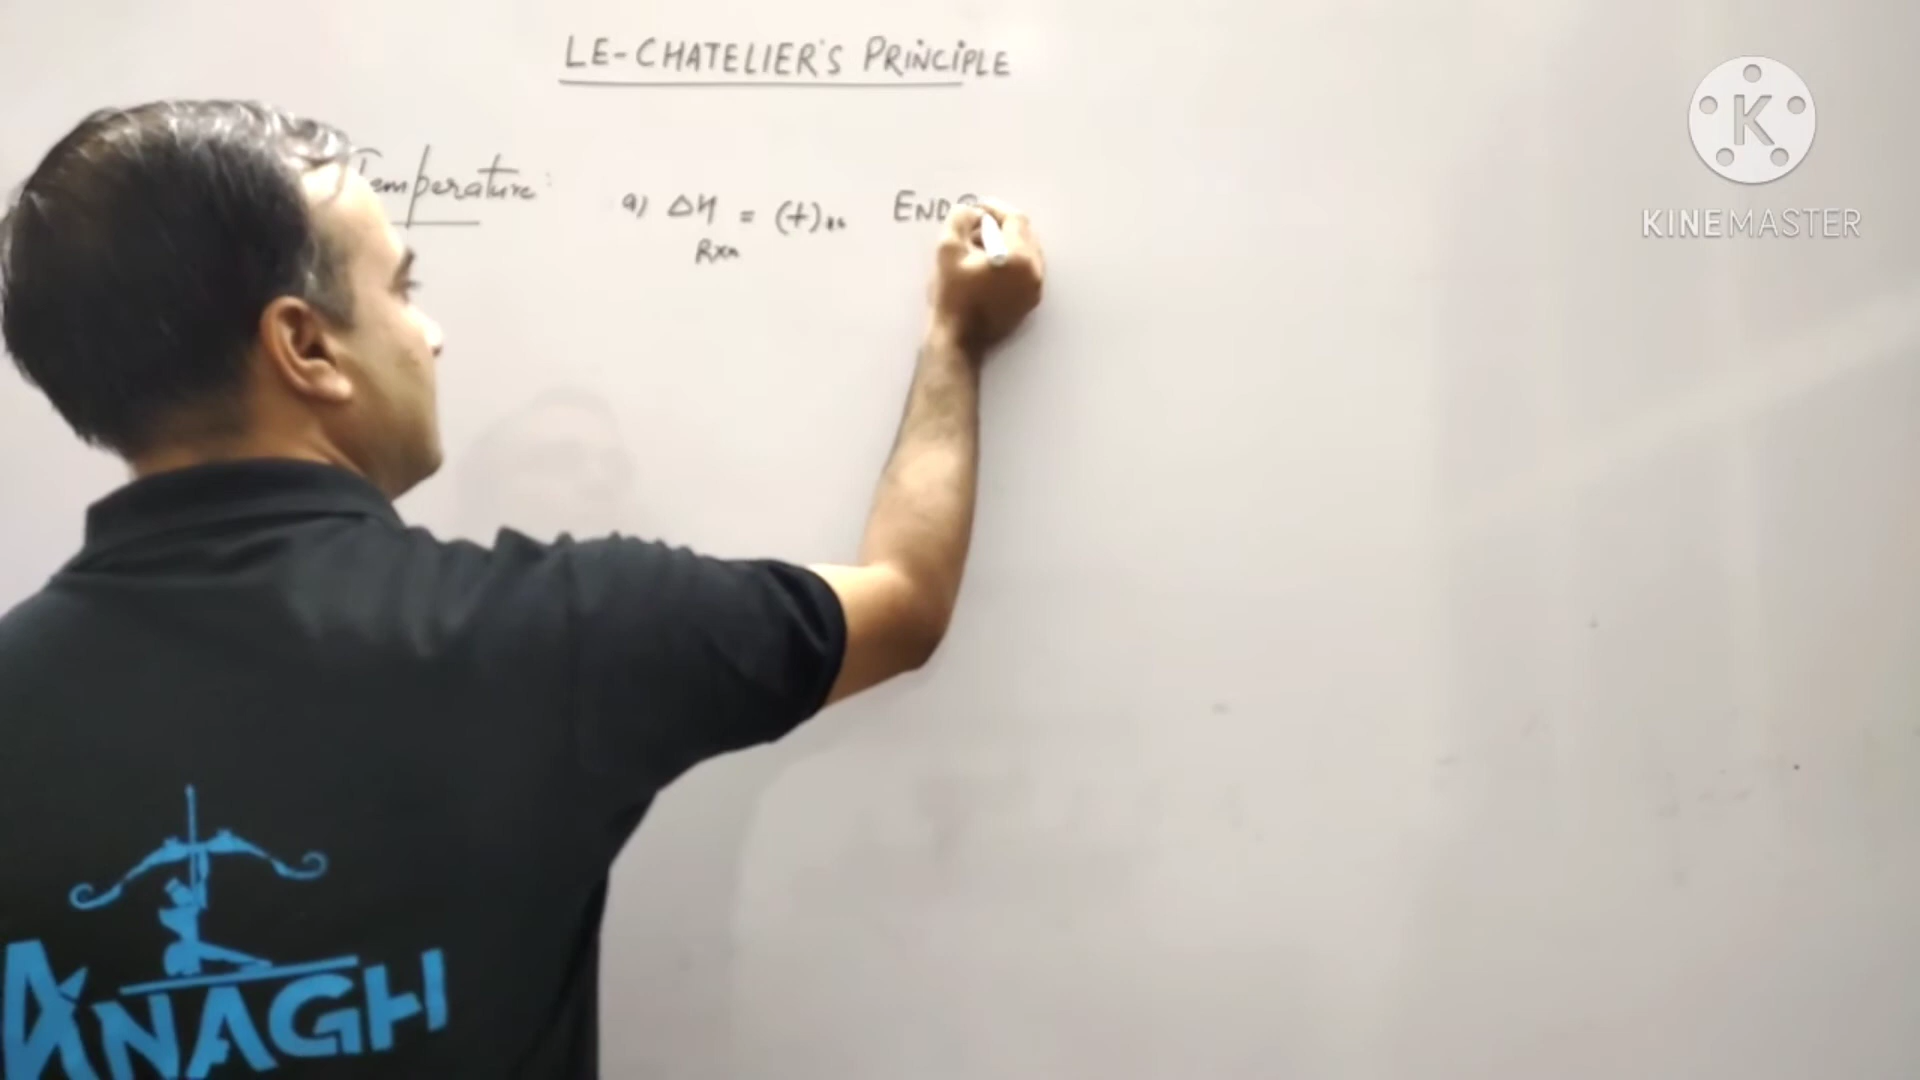 LE-CHATELIER'S PRINCIPLE
Temperature:
a) ΔH = (+)ve ENDO
Rxn
K
KINEMASTER
ANAGH